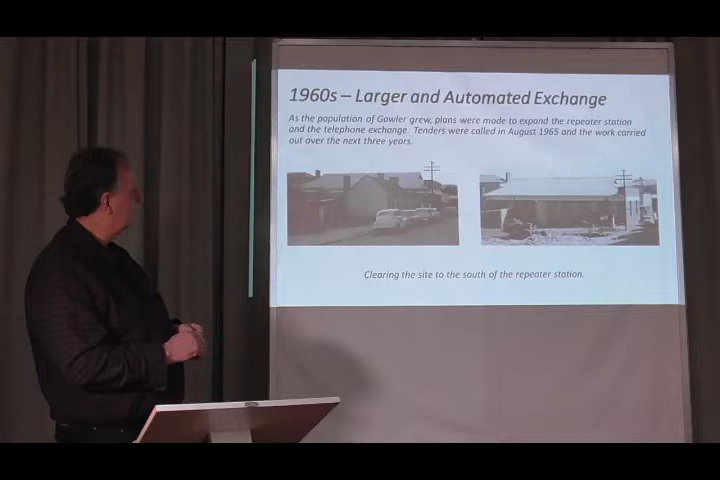 1960s – Larger and Automated Exchange
As the population of Gawler grew, plans were made to expand the repeater station
and the telephone exchange. Tenders were called in August 1965 and the work carried
out over the next three years.
Clearing the site to the south of the repeater station.